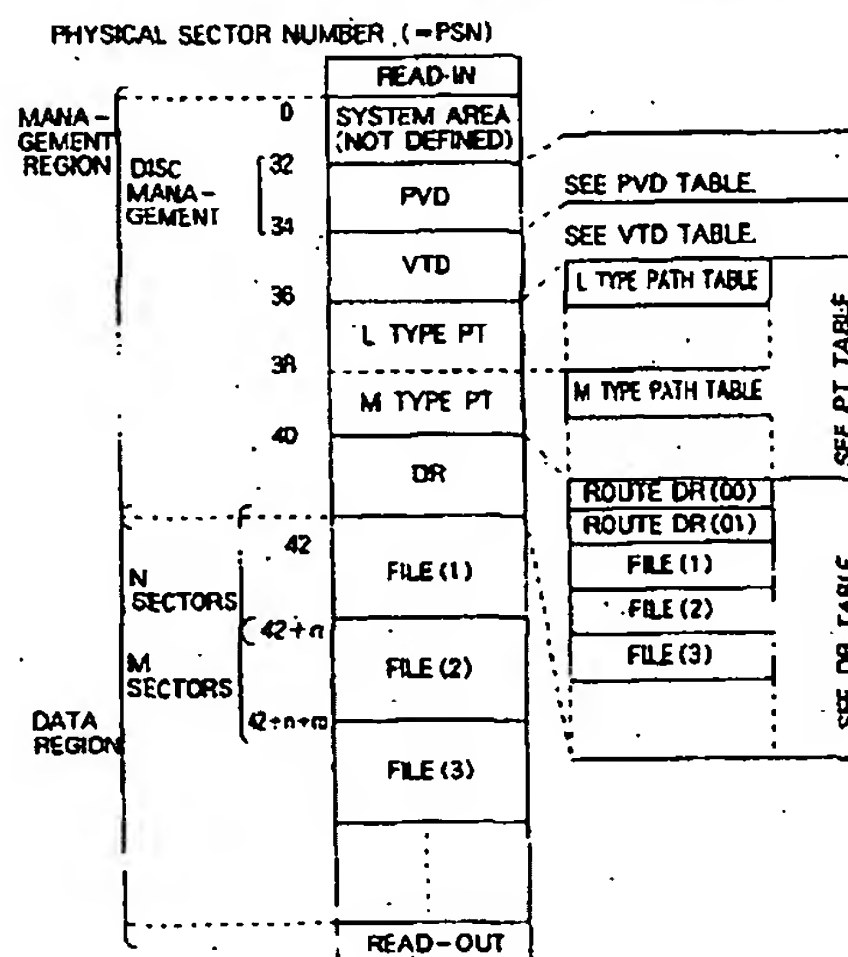 PHYSICAL SECTOR NUMBER (=PSN)
READ-IN
MANA-
GEMENT
REGION
DISC
MANA-
GEMENT
0
SYSTEM AREA
(NOT DEFINED)
32
PVD
SEE PVD TABLE
34
VTD
SEE VTD TABLE
36
L TYPE PT
L TYPE PATH TABLE
38
M TYPE PT
M TYPE PATH TABLE
SEE PT TABLE
40
DR
ROUTE DR(00)
ROUTE DR(01)
FILE(1)
FILE(2)
FILE(3)
SEE DR TABLE
42
N
SECTORS
FILE(1)
42+n
M
SECTORS
FILE(2)
42+n+m
DATA
REGION
FILE(3)
READ-OUT